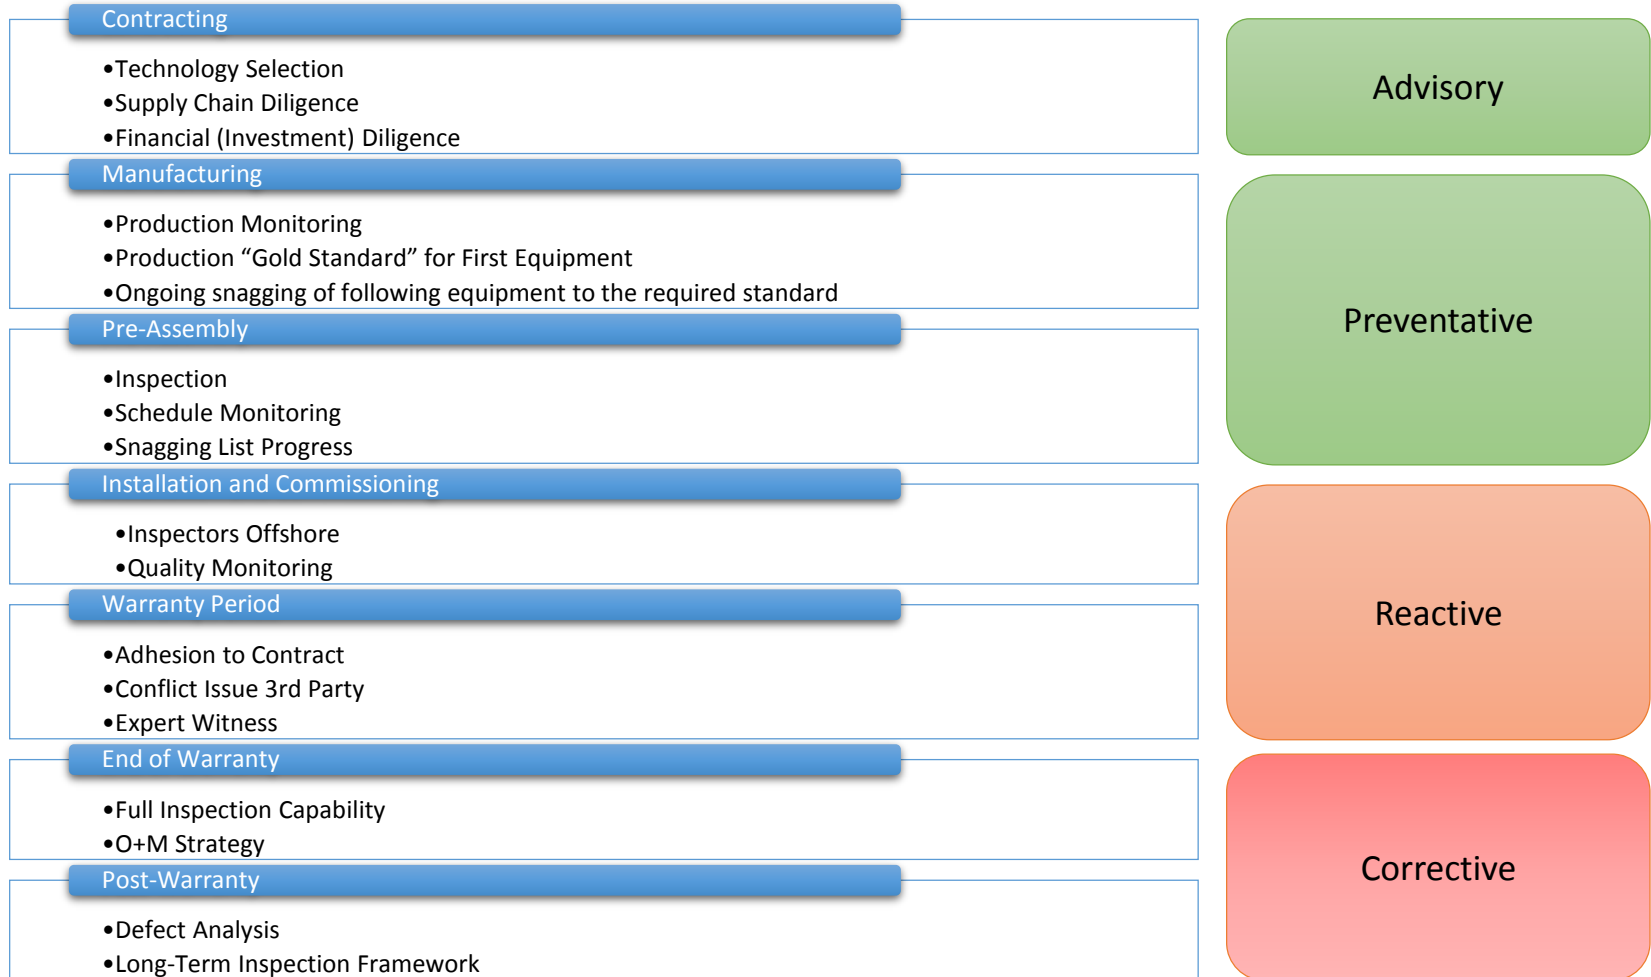 Contracting
•Technology Selection
•Supply Chain Diligence
•Financial (Investment) Diligence
Advisory
Manufacturing
•Production Monitoring
•Production “Gold Standard” for First Equipment
•Ongoing snagging of following equipment to the required standard
Pre-Assembly
•Inspection
•Schedule Monitoring
•Snagging List Progress
Preventative
Installation and Commissioning
•Inspectors Offshore
•Quality Monitoring
Warranty Period
•Adhesion to Contract
•Conflict Issue 3rd Party
•Expert Witness
Reactive
End of Warranty
•Full Inspection Capability
•O+M Strategy
Post-Warranty
•Defect Analysis
•Long-Term Inspection Framework
Corrective